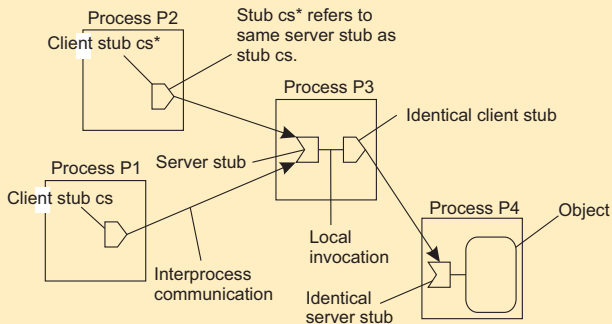 Process P2
Client stub cs*
Stub cs* refers to
same server stub as
stub cs.
Process P3
Identical client stub
Server stub
Process P1
Client stub cs
Interprocess
communication
Local
invocation
Process P4
Object
Identical
server stub